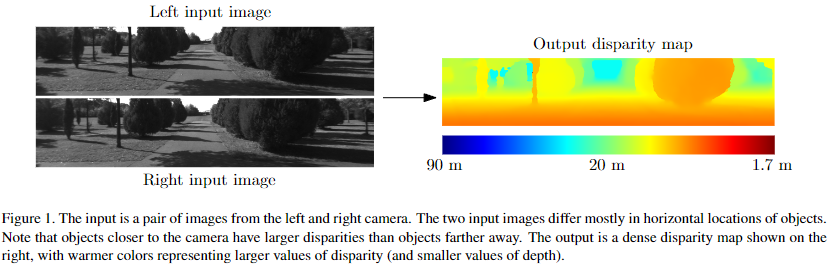 Left input image
Right input image
Output disparity map
90 m 20 m 1.7 m
Figure 1. The input is a pair of images from the left and right camera. The two input images differ mostly in horizontal locations of objects.
Note that objects closer to the camera have larger disparities than objects farther away. The output is a dense disparity map shown on the
right, with warmer colors representing larger values of disparity (and smaller values of depth).